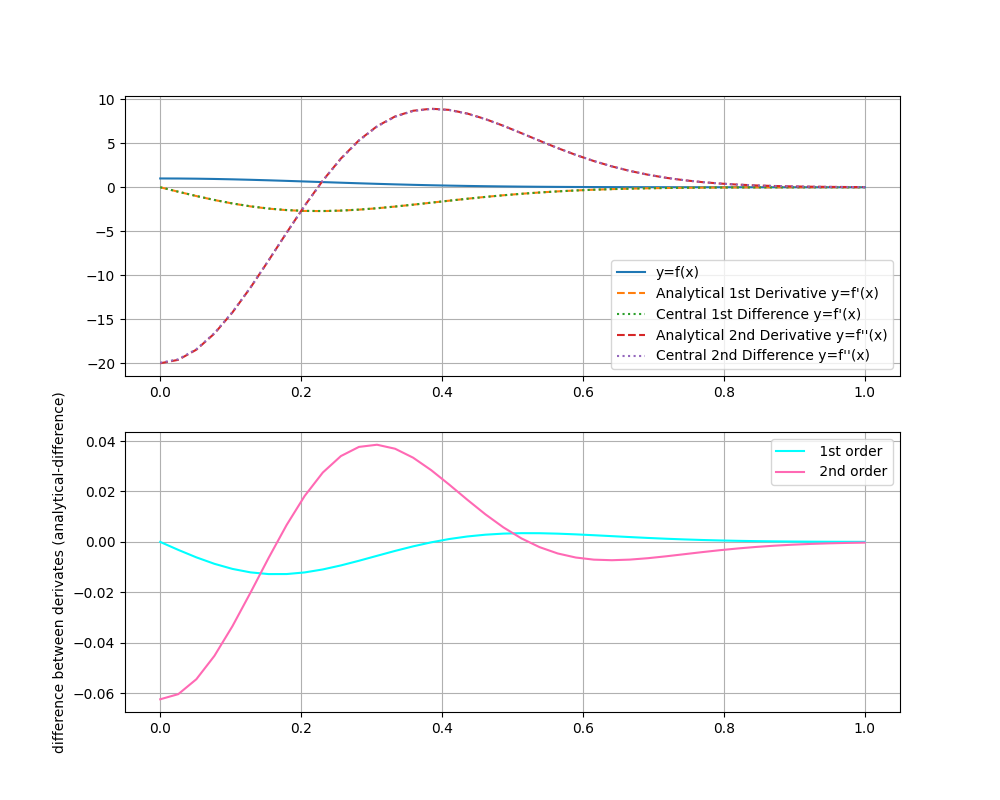 10
5
0
−5
−10
−15
−20
0.0 0.2 0.4 0.6 0.8 1.0
y=f(x)
Analytical 1st Derivative y=f'(x)
Central 1st Difference y=f'(x)
Analytical 2nd Derivative y=f''(x)
Central 2nd Difference y=f''(x)
difference between derivates (analytical-difference)
0.04
0.02
0.00
−0.02
−0.04
−0.06
0.0 0.2 0.4 0.6 0.8 1.0
1st order
2nd order